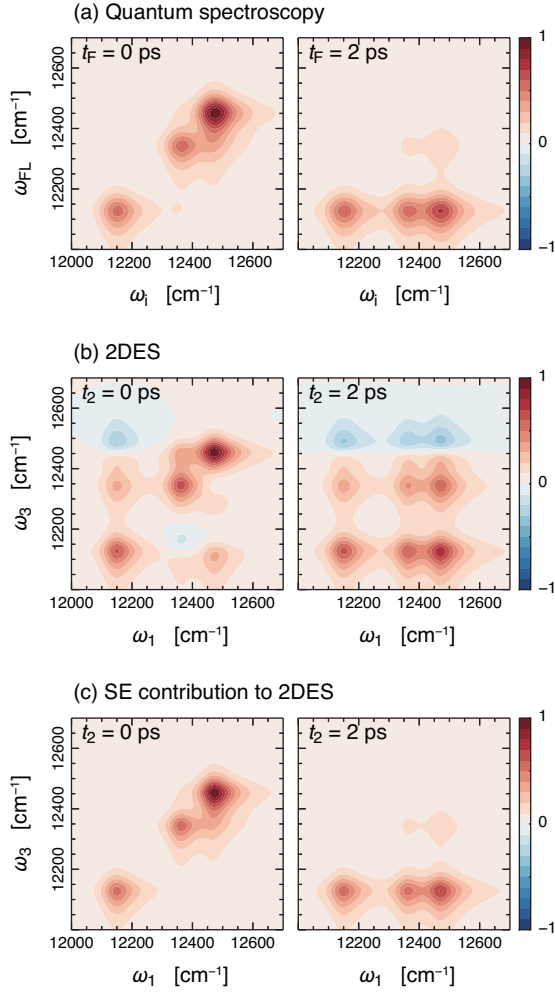 (a) Quantum spectroscopy
t_F = 0 ps
t_F = 2 ps
12600
12400
12200
ω_FL [cm⁻¹]
12000 12200 12400 12600
12200 12400 12600
ω_i [cm⁻¹]
ω_i [cm⁻¹]
1
0
−1
(b) 2DES
t_2 = 0 ps
t_2 = 2 ps
12600
12400
12200
ω_3 [cm⁻¹]
12000 12200 12400 12600
12200 12400 12600
ω_1 [cm⁻¹]
ω_1 [cm⁻¹]
1
0
−1
(c) SE contribution to 2DES
t_2 = 0 ps
t_2 = 2 ps
12600
12400
12200
ω_3 [cm⁻¹]
12000 12200 12400 12600
12200 12400 12600
ω_1 [cm⁻¹]
ω_1 [cm⁻¹]
1
0
−1